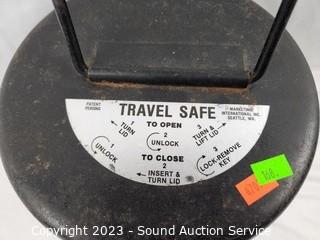 PATENT
PENDING
TRAVEL SAFE
MARKETING
INTERNATIONAL INC.
SEATTLE, WA.
TO OPEN
1
TURN
LID
2
UNLOCK
3
TURN &
LIFT LID
TO CLOSE
1
UNLOCK
2
INSERT &
TURN LID
3
LOCK-REMOVE
KEY
168
Copyright © 2023 - Sound Auction Service